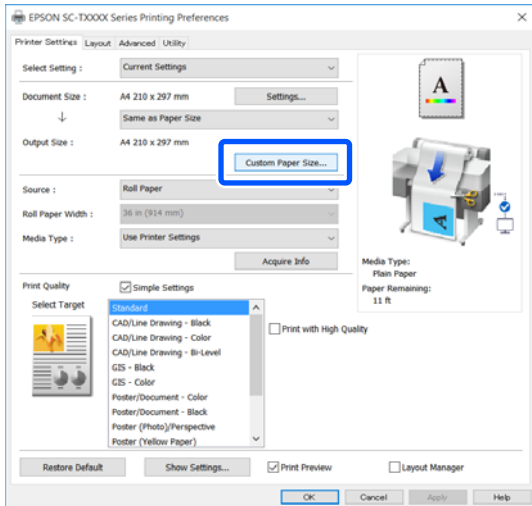 EPSON SC-TXXXX Series Printing Preferences
Printer Settings Layout Advanced Utility
Select Setting : Current Settings
Document Size : A4 210 x 297 mm Settings...
Same as Paper Size
Output Size : A4 210 x 297 mm
Custom Paper Size...
Source : Roll Paper
Roll Paper Width : 36 in (914 mm)
Media Type : Use Printer Settings
Acquire Info
A
Media Type:
Plain Paper
Paper Remaining:
11 ft
Print Quality Simple Settings
Select Target
Standard
CAD/Line Drawing - Black
CAD/Line Drawing - Color
CAD/Line Drawing - Bi-Level
GIS - Black
GIS - Color
Poster/Document - Color
Poster/Document - Black
Poster (Photo)/Perspective
Poster (Yellow Paper)
Print with High Quality
Restore Default Show Settings... Print Preview Layout Manager
OK Cancel Apply Help